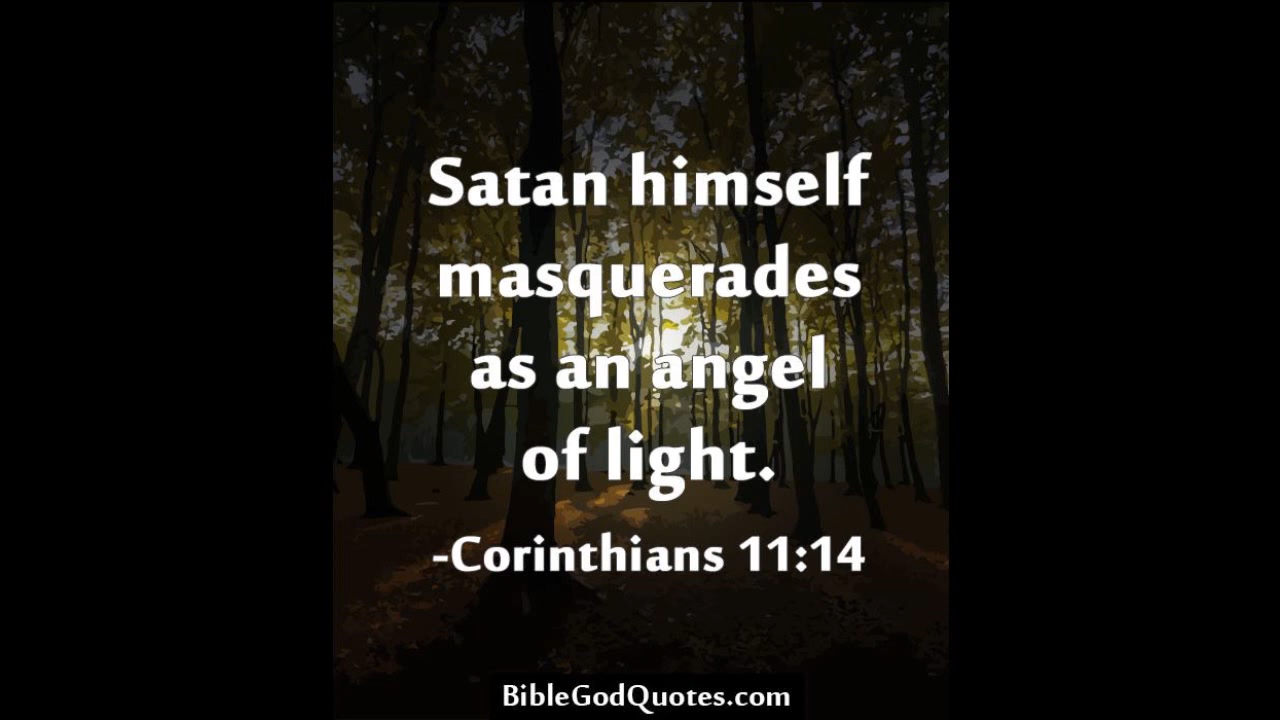 Satan himself
masquerades
as an angel
of light.
-Corinthians 11:14
BibleGodQuotes.com